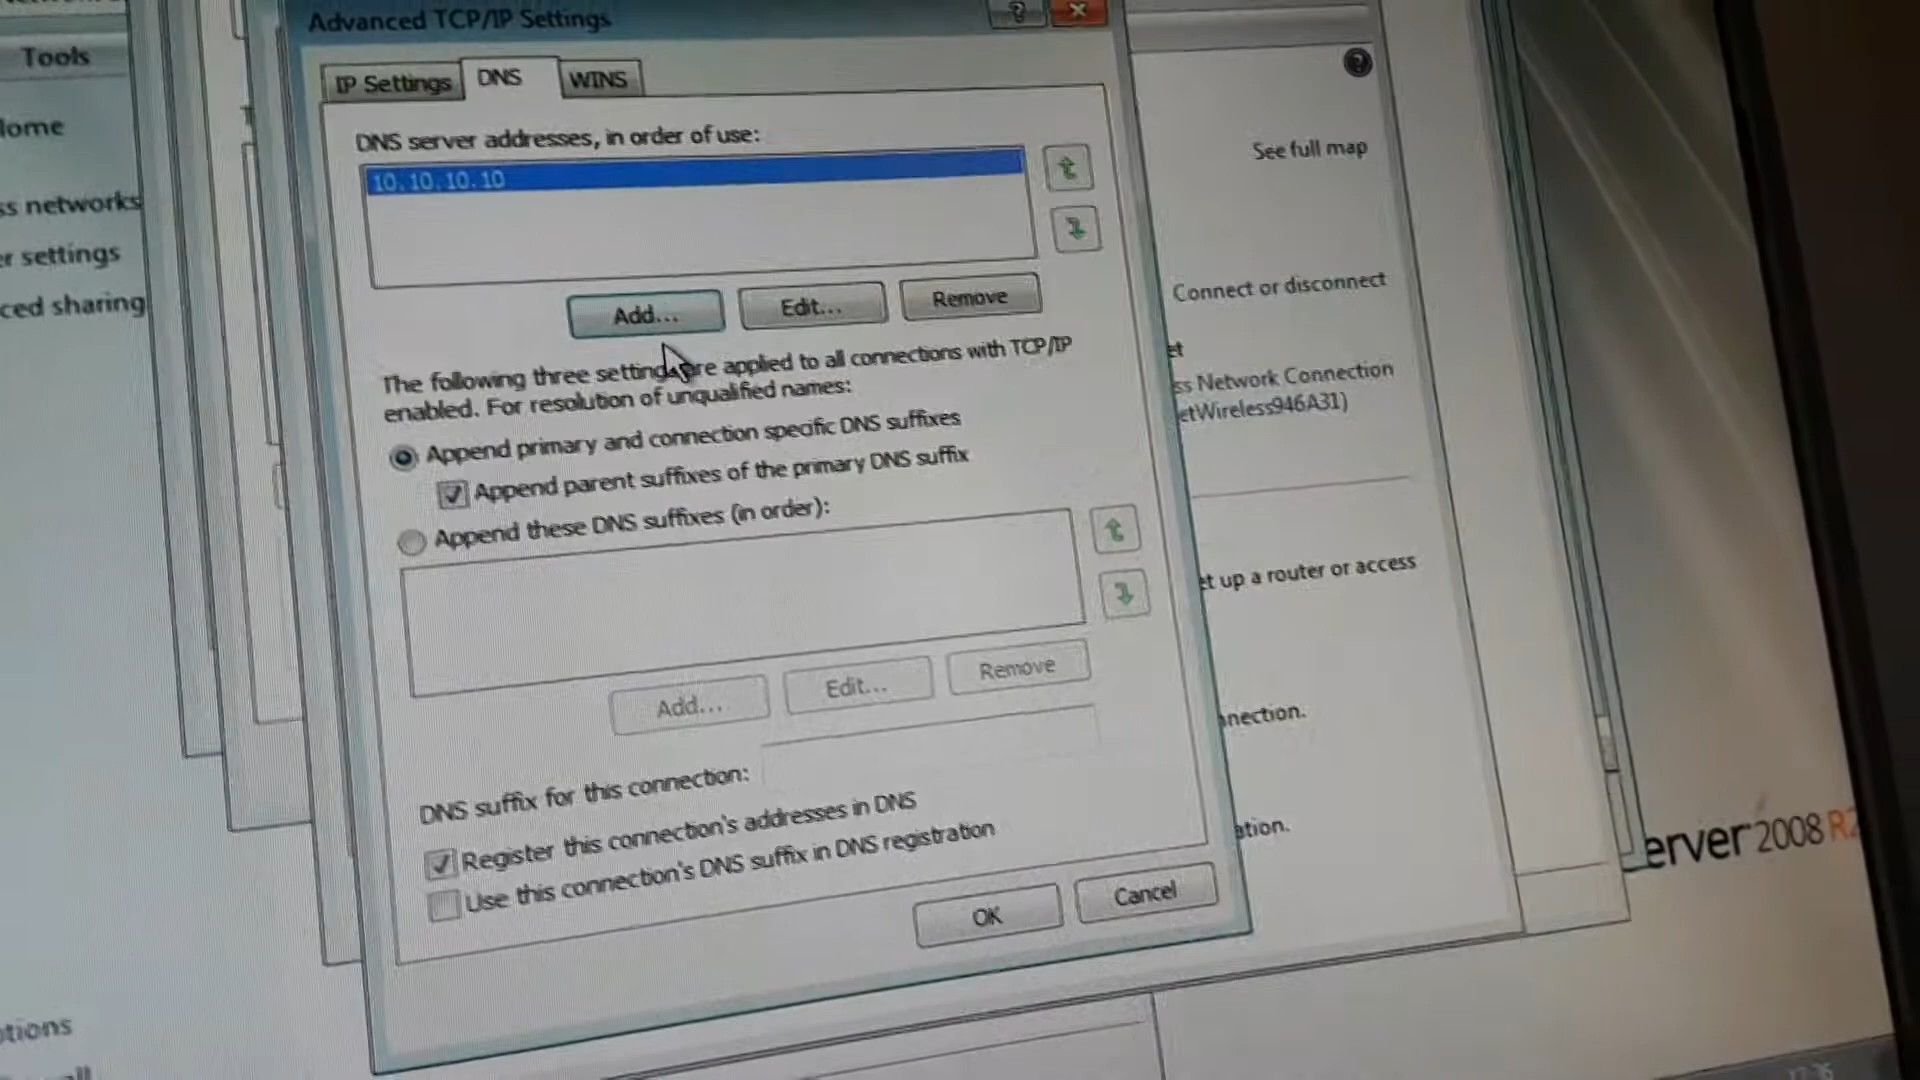 Advanced TCP/IP Settings
?
Tools
IP Settings
DNS
WINS
ome
DNS server addresses, in order of use:
10.10.10.10
ss networks
r settings
ced sharing
Add...
Edit...
Remove
The following three settings are applied to all connections with TCP/IP
enabled. For resolution of unqualified names:
Append primary and connection specific DNS suffixes
Append parent suffixes of the primary DNS suffix
Append these DNS suffixes (in order):
Add...
Edit...
Remove
DNS suffix for this connection:
Register this connection's addresses in DNS
Use this connection's DNS suffix in DNS registration
OK
Cancel
?
See full map
Connect or disconnect
et
ss Network Connection
etWireless946A31)
et up a router or access
nnection.
ation.
erver 2008 R2
ptions
all